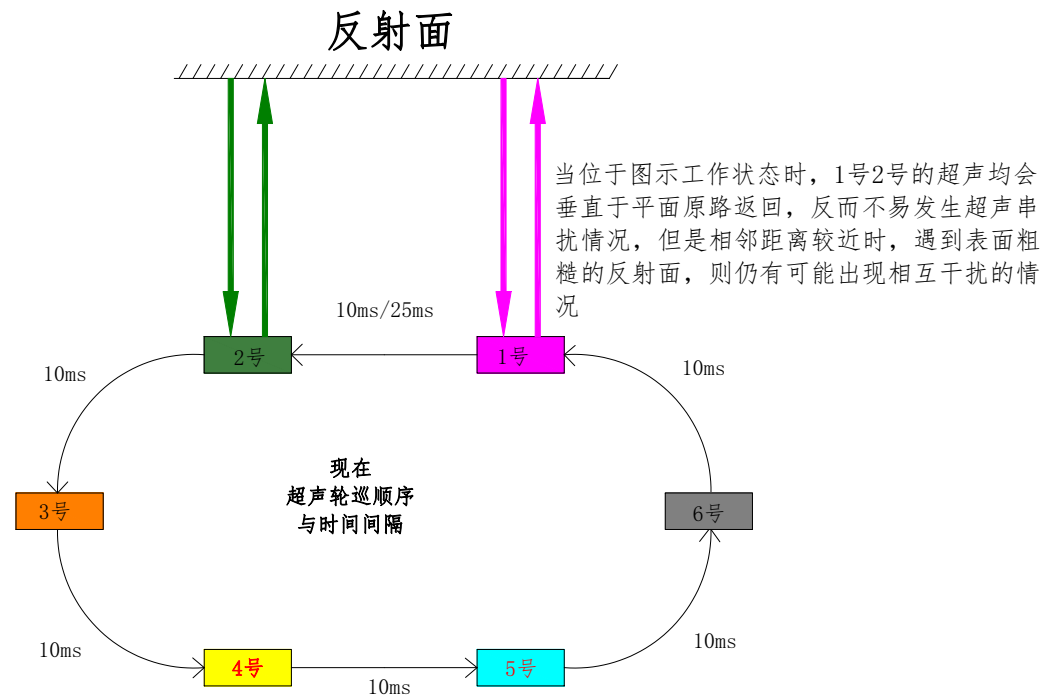 反射面
当位于图示工作状态时，1号2号的超声均会
垂直于平面原路返回，反而不易发生超声串
扰情况，但是相邻距离较近时，遇到表面粗
糙的反射面，则仍有可能出现相互干扰的情
况
10ms/25ms
2号
1号
10ms
10ms
现在
超声轮巡顺序
与时间间隔
3号
6号
10ms
10ms
4号
5号
10ms